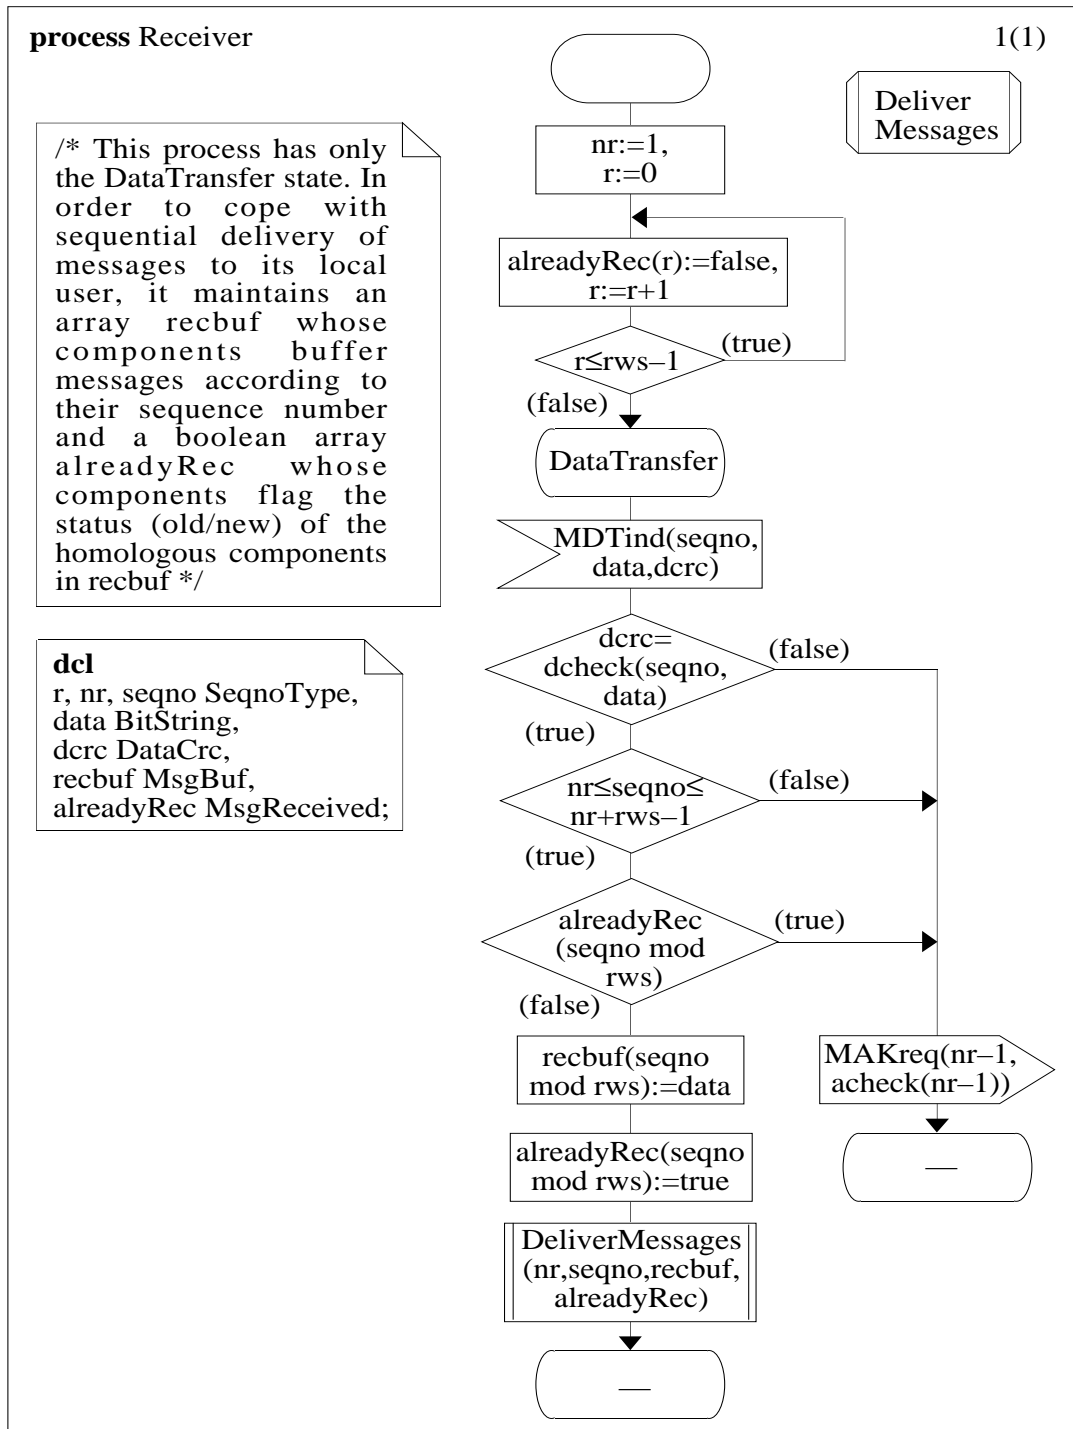 process Receiver
1(1)
Deliver
Messages
/* This process has only
the DataTransfer state. In
order to cope with
sequential delivery of
messages to its local
user, it maintains an
array recbuf whose
components buffer
messages according to
their sequence number
and a boolean array
alreadyRec whose
components flag the
status (old/new) of the
homologous components
in recbuf */
dcl
r, nr, seqno SeqnoType,
data BitString,
dcrc DataCrc,
recbuf MsgBuf,
alreadyRec MsgReceived;
nr:=1,
r:=0
alreadyRec(r):=false,
r:=r+1
r≤rws–1
(true)
(false)
DataTransfer
MDTind(seqno,
data,dcrc)
dcrc=
dcheck(seqno,
data)
(false)
(true)
nr≤seqno≤
nr+rws–1
(false)
(true)
alreadyRec
(seqno mod
rws)
(true)
(false)
recbuf(seqno
mod rws):=data
MAKreq(nr–1,
acheck(nr–1))
alreadyRec(seqno
mod rws):=true
—
DeliverMessages
(nr,seqno,recbuf,
alreadyRec)
—